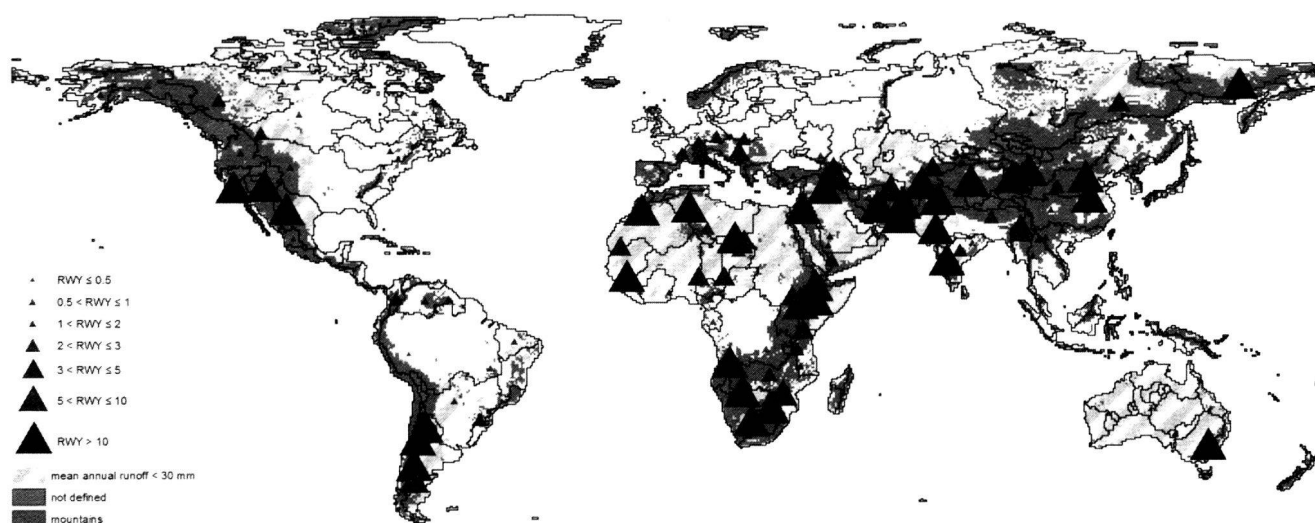 RWY ≤ 0.5
0.5 < RWY ≤ 1
1 < RWY ≤ 2
2 < RWY ≤ 3
3 < RWY ≤ 5
5 < RWY ≤ 10
RWY > 10
mean annual runoff < 30 mm
not defined
mountains